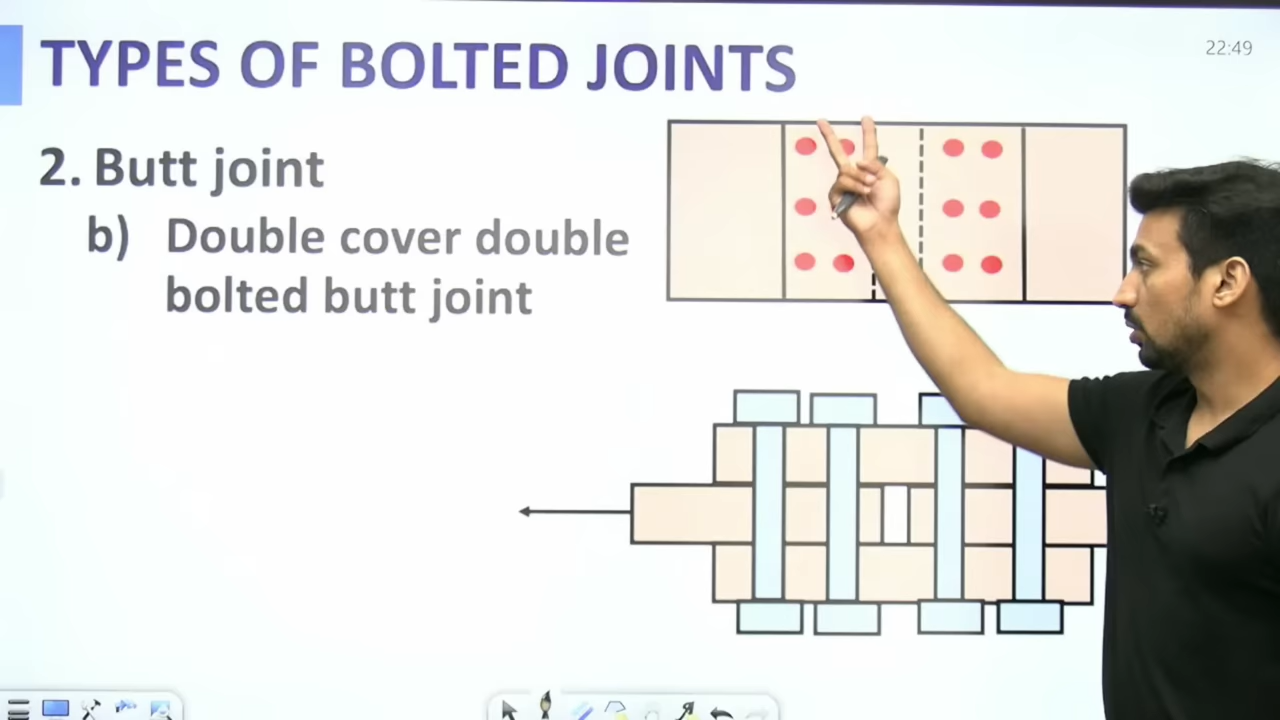 TYPES OF BOLTED JOINTS
22:49
2. Butt joint
b) Double cover double
bolted butt joint